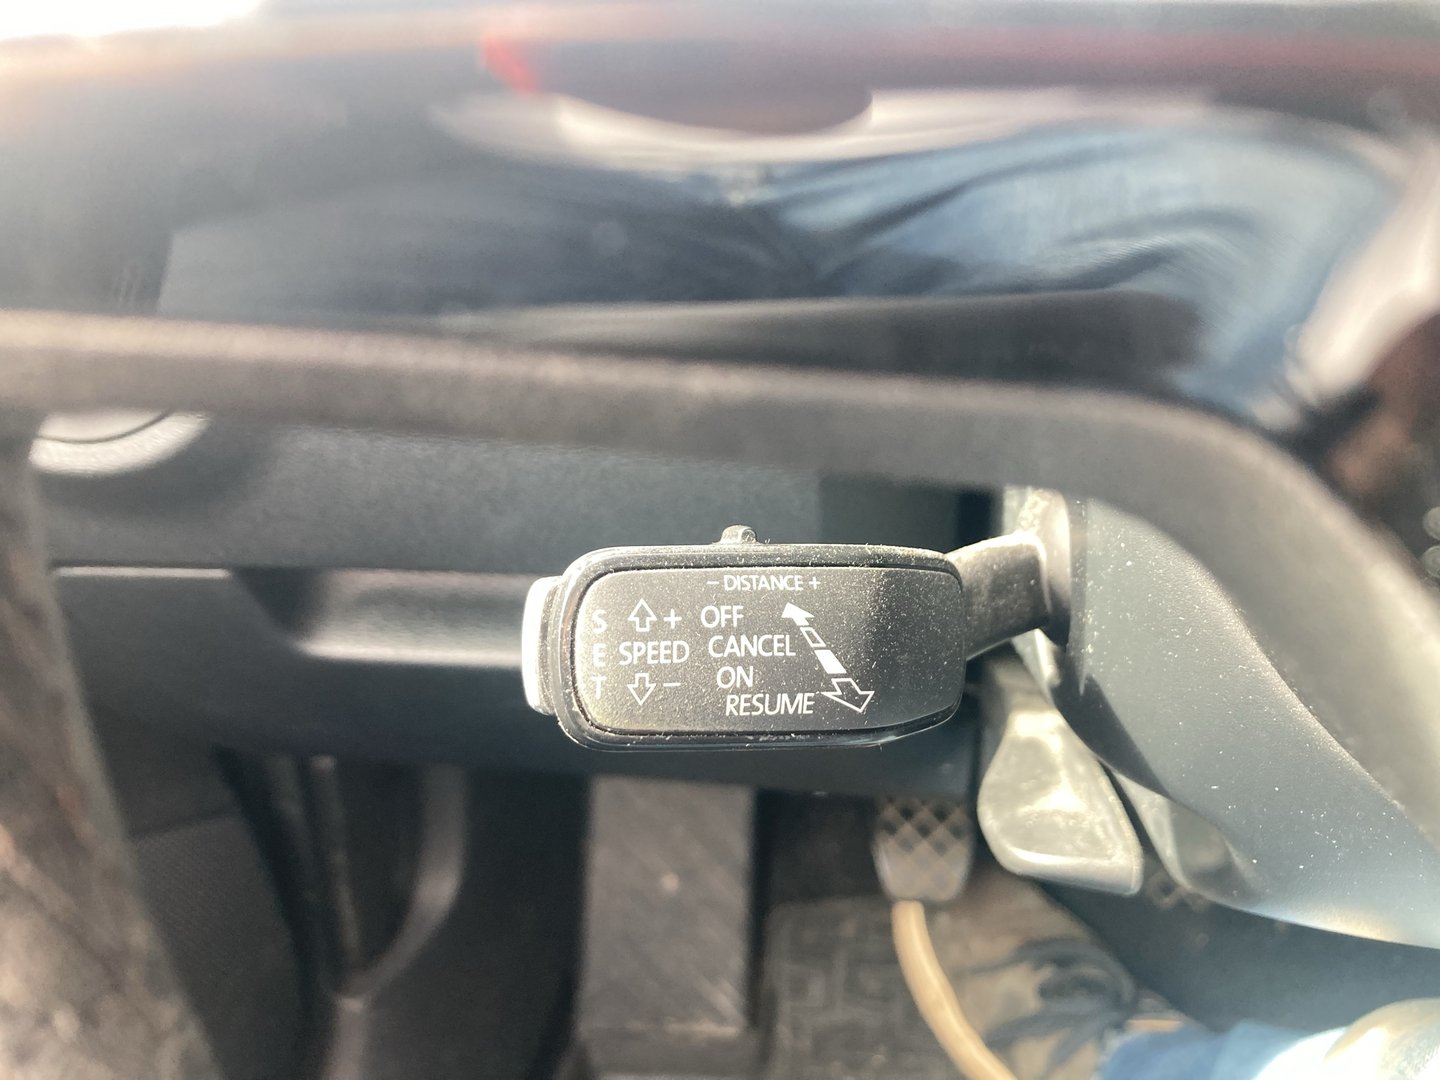 – DISTANCE +
S + OFF
E SPEED CANCEL
T – ON
RESUME